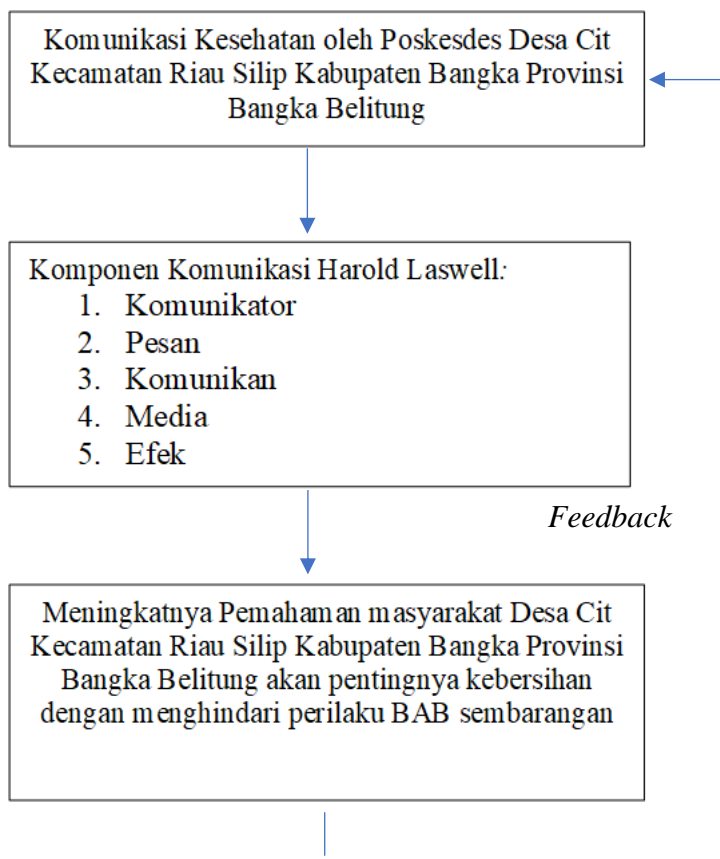 Komunikasi Kesehatan oleh Poskesdes Desa Cit
Kecamatan Riau Silip Kabupaten Bangka Provinsi
Bangka Belitung
Komponen Komunikasi Harold Laswell:
1. Komunikator
2. Pesan
3. Komunikan
4. Media
5. Efek
Feedback
Meningkatnya Pemahaman masyarakat Desa Cit
Kecamatan Riau Silip Kabupaten Bangka Provinsi
Bangka Belitung akan pentingnya kebersihan
dengan menghindari perilaku BAB sembarangan